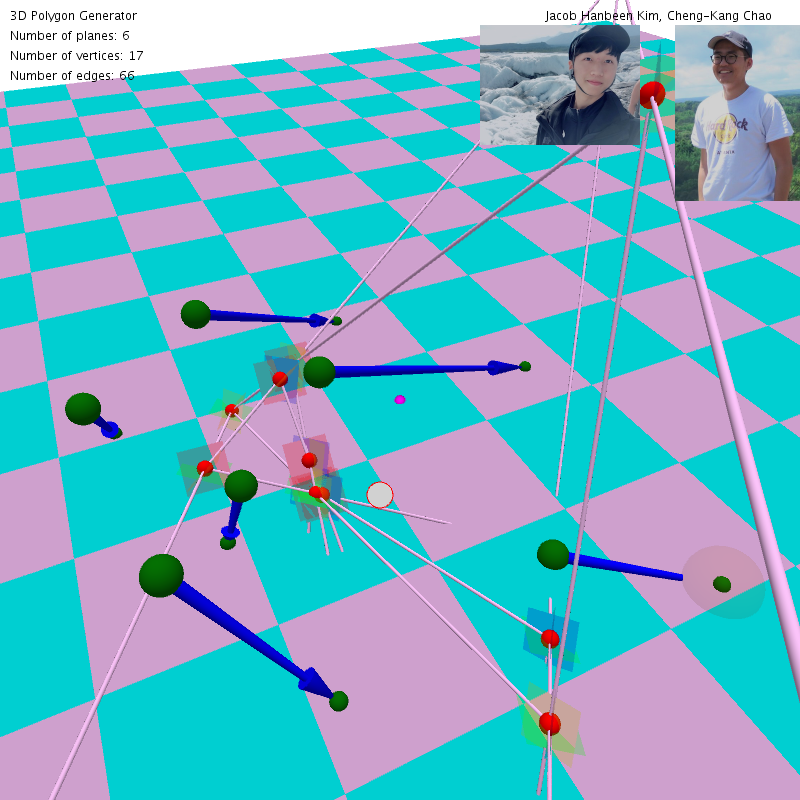 3D Polygon Generator
Jacob Hanbeen Kim, Cheng-Kang Chao
Number of planes: 6
Number of vertices: 17
Number of edges: 66